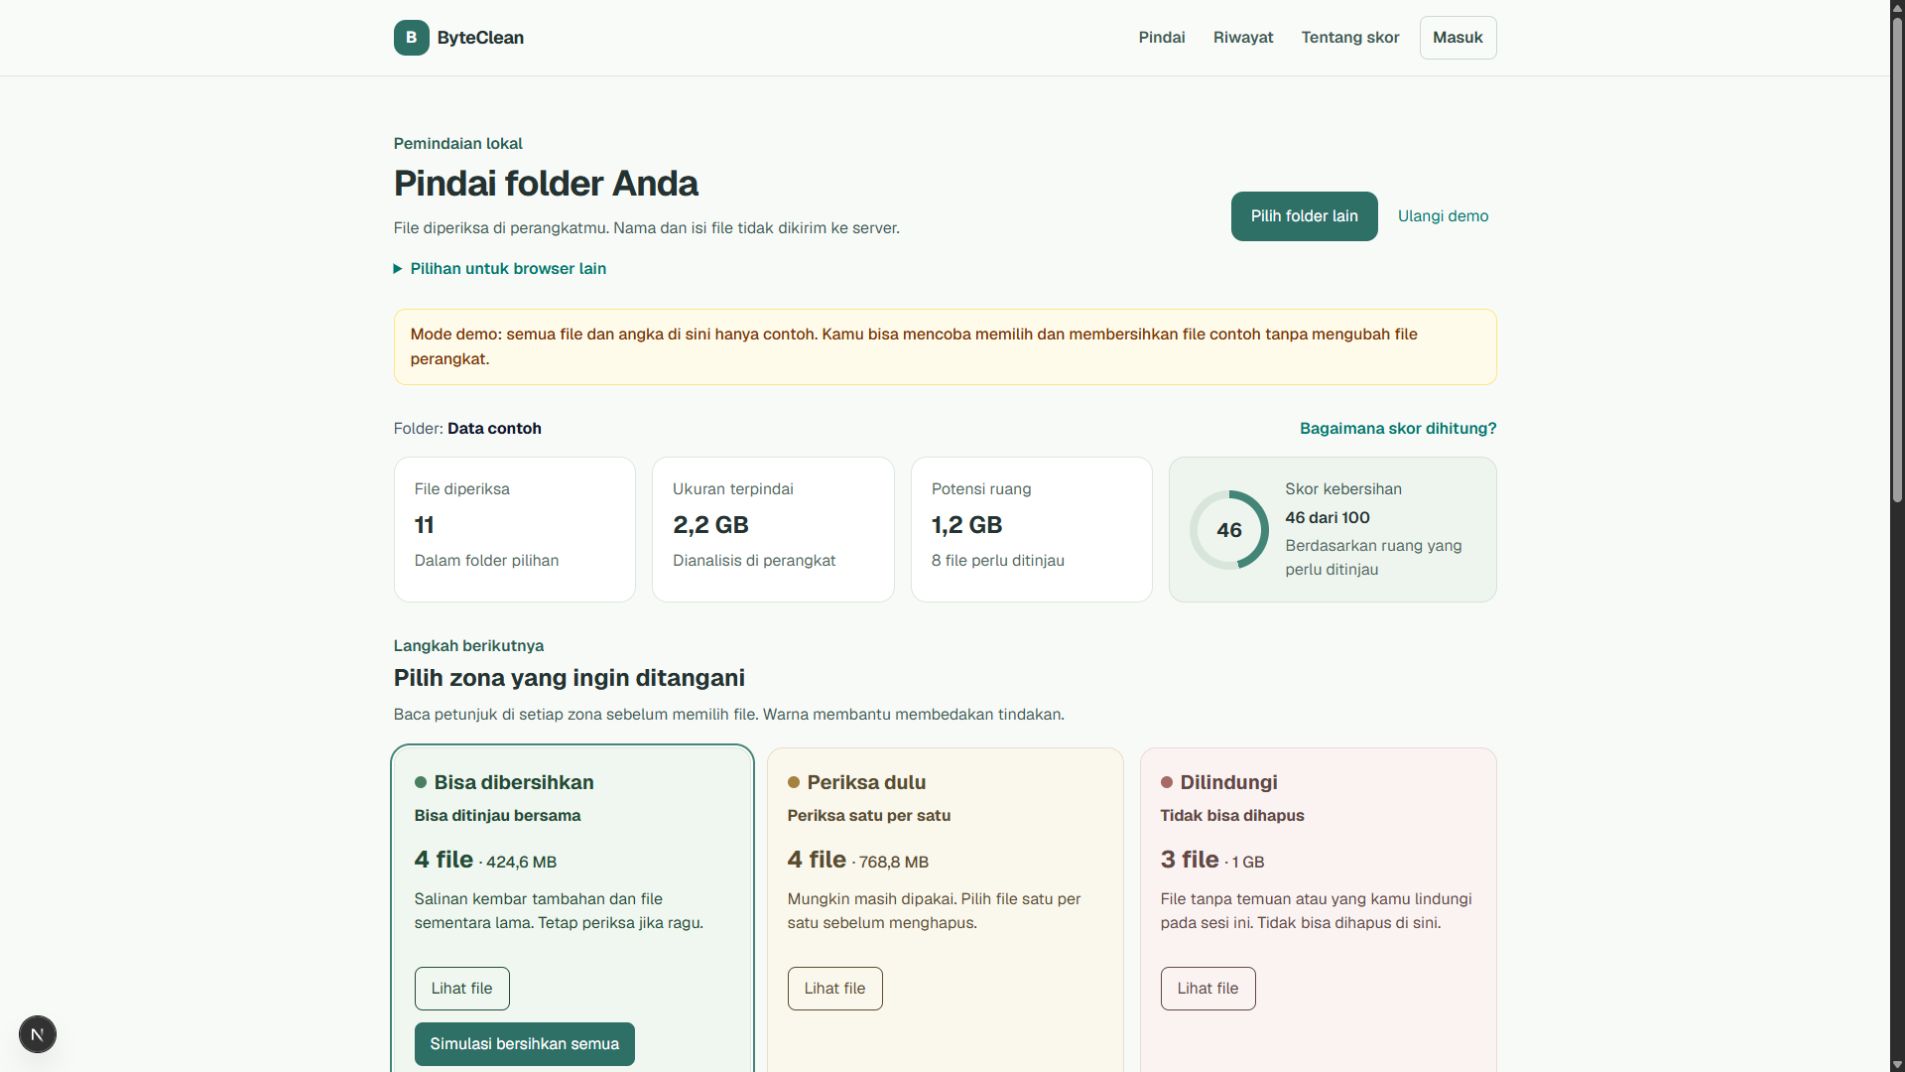 B ByteClean
Pindai Riwayat Tentang skor Masuk
Pemindaian lokal
Pindai folder Anda
File diperiksa di perangkatmu. Nama dan isi file tidak dikirim ke server.
Pilihan untuk browser lain
Pilih folder lain
Ulangi demo
Mode demo: semua file dan angka di sini hanya contoh. Kamu bisa mencoba memilih dan membersihkan file contoh tanpa mengubah file
perangkat.
Folder: Data contoh
Bagaimana skor dihitung?
File diperiksa
11
Dalam folder pilihan
Ukuran terpindai
2,2 GB
Dianalisis di perangkat
Potensi ruang
1,2 GB
8 file perlu ditinjau
46
Skor kebersihan
46 dari 100
Berdasarkan ruang yang
perlu ditinjau
Langkah berikutnya
Pilih zona yang ingin ditangani
Baca petunjuk di setiap zona sebelum memilih file. Warna membantu membedakan tindakan.
Bisa dibersihkan
Bisa ditinjau bersama
4 file · 424,6 MB
Salinan kembar tambahan dan file
sementara lama. Tetap periksa jika ragu.
Lihat file
Simulasi bersihkan semua
Periksa dulu
Periksa satu per satu
4 file · 768,8 MB
Mungkin masih dipakai. Pilih file satu per
satu sebelum menghapus.
Lihat file
Dilindungi
Tidak bisa dihapus
3 file · 1 GB
File tanpa temuan atau yang kamu lindungi
pada sesi ini. Tidak bisa dihapus di sini.
Lihat file
N